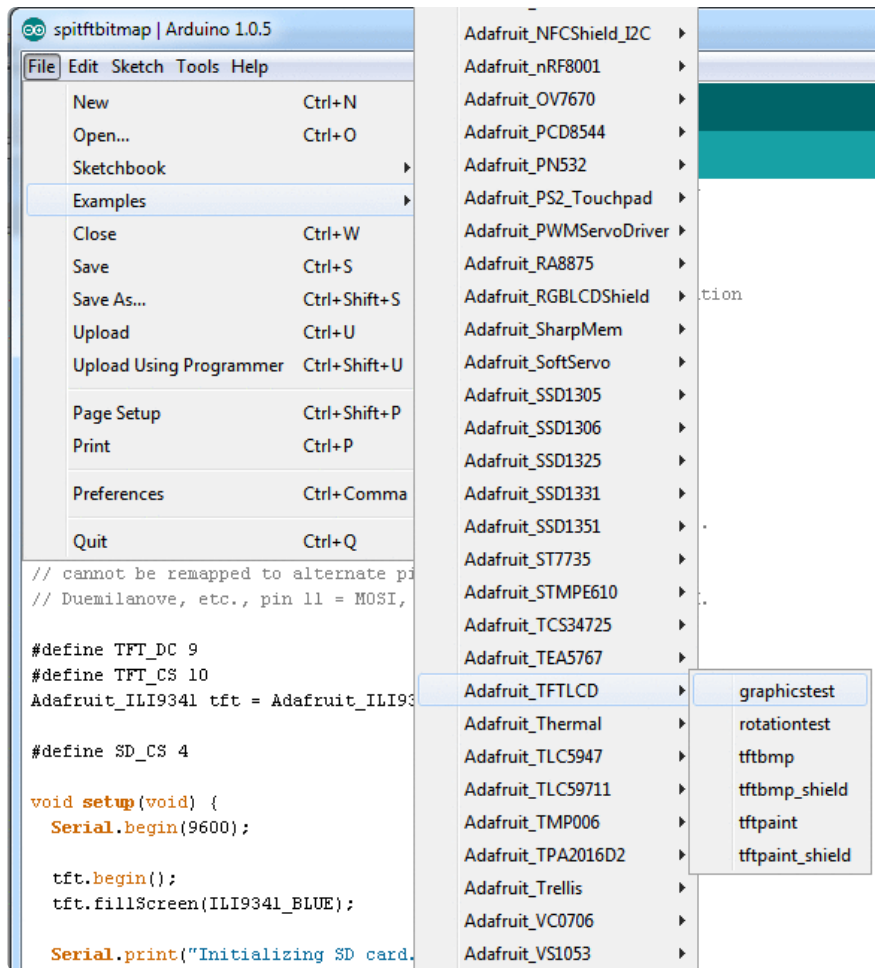 spitftbitmap | Arduino 1.0.5
File Edit Sketch Tools Help
New Ctrl+N
Open... Ctrl+O
Sketchbook
Examples
Close Ctrl+W
Save Ctrl+S
Save As... Ctrl+Shift+S
Upload Ctrl+U
Upload Using Programmer Ctrl+Shift+U
Page Setup Ctrl+Shift+P
Print Ctrl+P
Preferences Ctrl+Comma
Quit Ctrl+Q
Adafruit_NFCShield_I2C
Adafruit_nRF8001
Adafruit_OV7670
Adafruit_PCD8544
Adafruit_PN532
Adafruit_PS2_Touchpad
Adafruit_PWMServoDriver
Adafruit_RA8875
Adafruit_RGBLCDShield
Adafruit_SharpMem
Adafruit_SoftServo
Adafruit_SSD1305
Adafruit_SSD1306
Adafruit_SSD1325
Adafruit_SSD1331
Adafruit_SSD1351
Adafruit_ST7735
Adafruit_STMPE610
Adafruit_TCS34725
Adafruit_TEA5767
Adafruit_TFTLCD
Adafruit_Thermal
Adafruit_TLC5947
Adafruit_TLC59711
Adafruit_TMP006
Adafruit_TPA2016D2
Adafruit_Trellis
Adafruit_VC0706
Adafruit_VS1053
graphicstest
rotationtest
tftbmp
tftbmp_shield
tftpaint
tftpaint_shield
tion
// cannot be remapped to alternate pi
// Duemilanove, etc., pin 11 = MOSI,
#define TFT_DC 9
#define TFT_CS 10
Adafruit_ILI9341 tft = Adafruit_ILI93
#define SD_CS 4
void setup(void) {
Serial.begin(9600);
tft.begin();
tft.fillScreen(ILI9341_BLUE);
Serial.print("Initializing SD card.